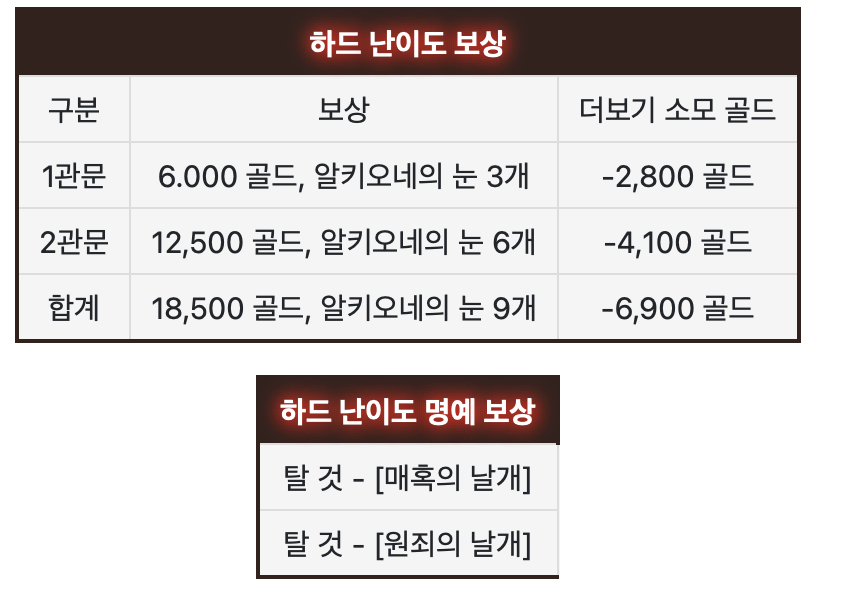 하드 난이도 보상
구분 보상 더보기 소모 골드
1관문 6.000 골드, 알키오네의 눈 3개 -2,800 골드
2관문 12,500 골드, 알키오네의 눈 6개 -4,100 골드
합계 18,500 골드, 알키오네의 눈 9개 -6,900 골드
하드 난이도 명예 보상
탈 것 - [매혹의 날개]
탈 것 - [원죄의 날개]